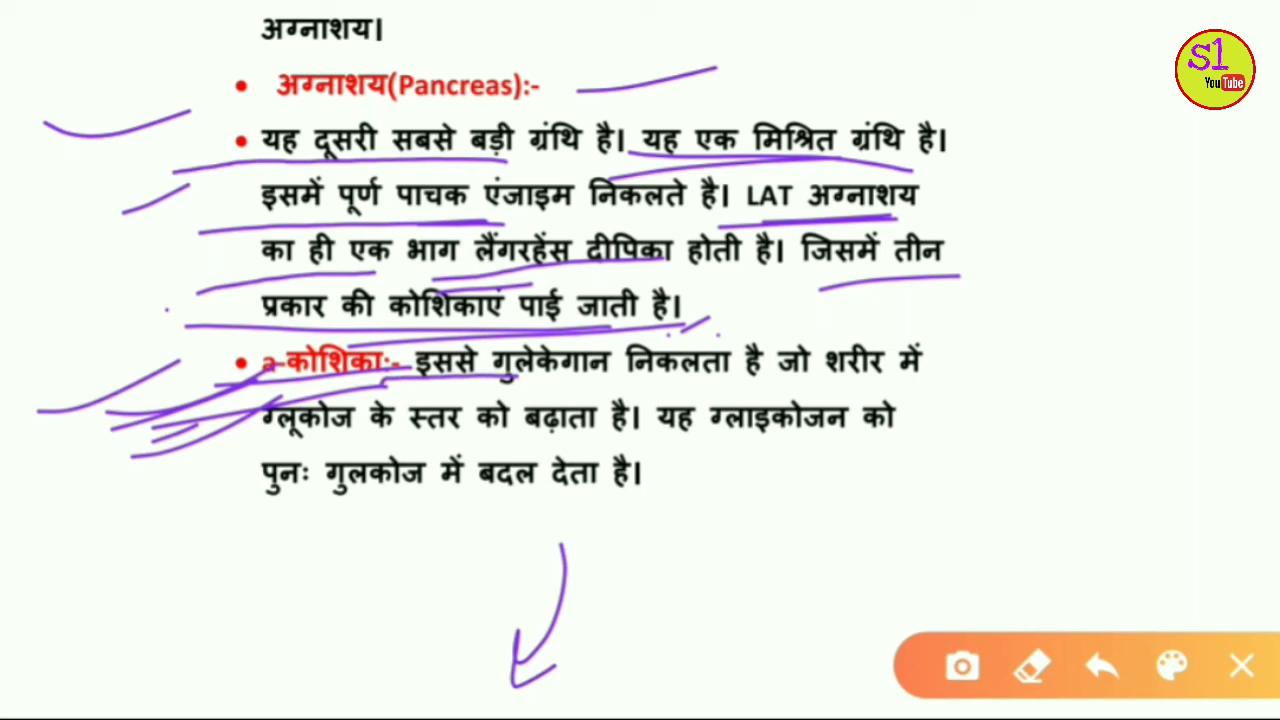 अग्नाशय।
S1
YouTube
• अग्नाशय(Pancreas):-
• यह दूसरी सबसे बड़ी ग्रंथि है। यह एक मिश्रित ग्रंथि है।
इसमें पूर्ण पाचक एंजाइम निकलते है। LAT अग्नाशय
का ही एक भाग लैंगरहेंस दीपिका होती है। जिसमें तीन
प्रकार की कोशिकाएं पाई जाती है।
• a-कोशिका:- इससे गुलेकेगान निकलता है जो शरीर में
ग्लूकोज के स्तर को बढ़ाता है। यह ग्लाइकोजन को
पुनः गुलकोज में बदल देता है।